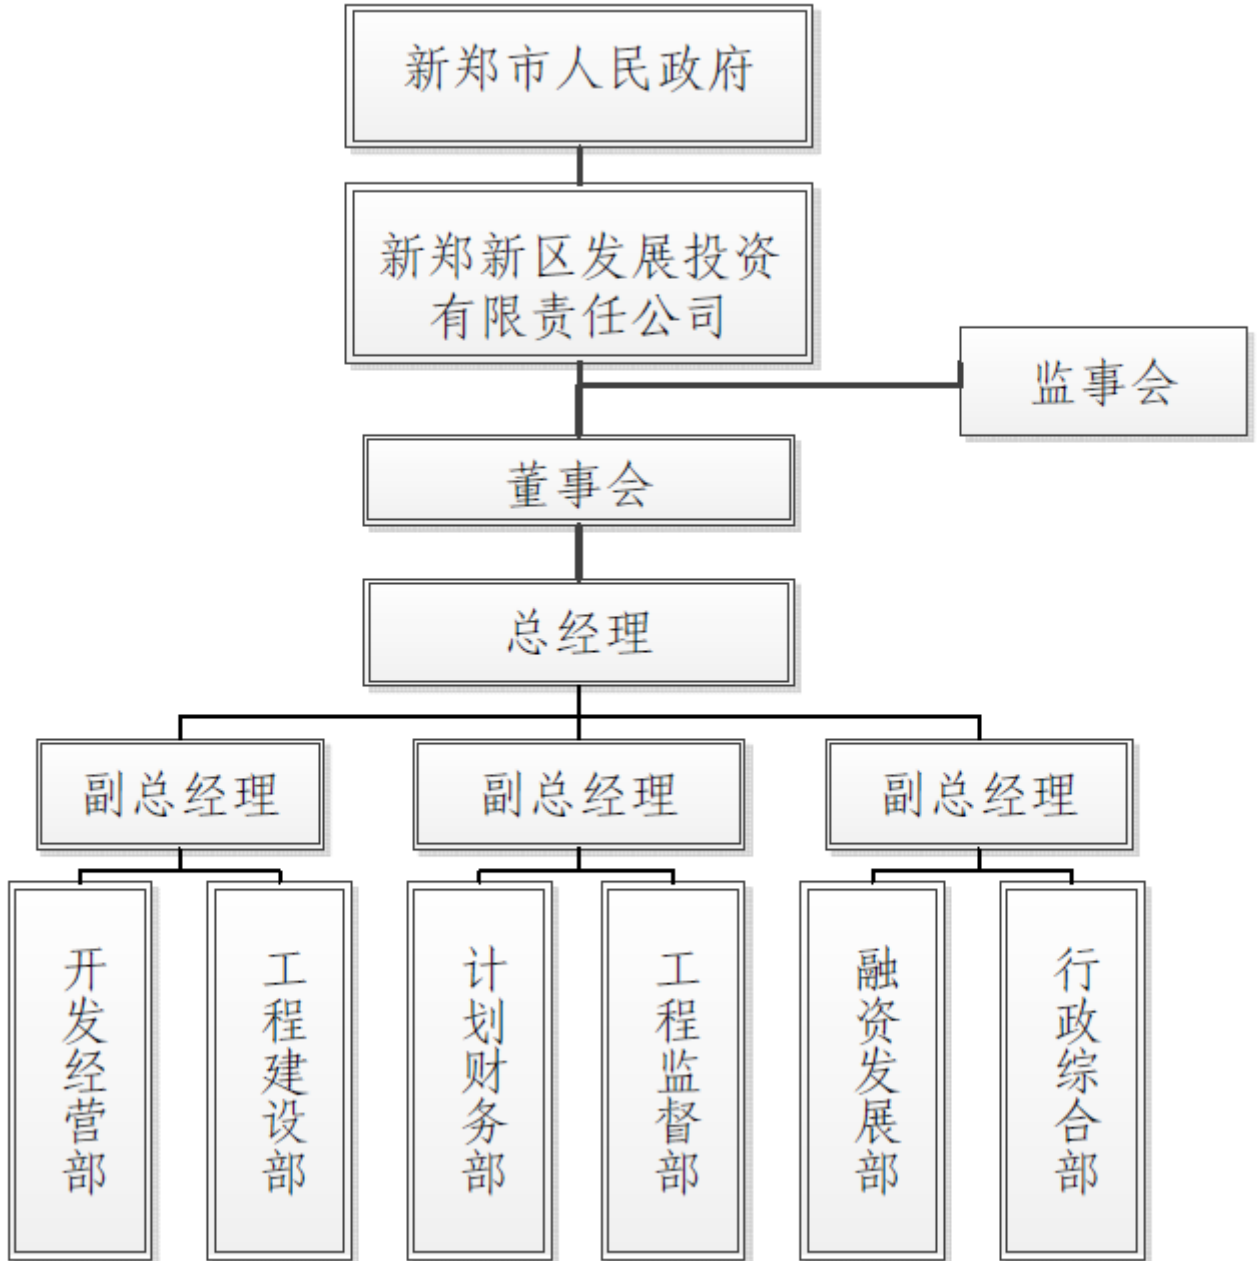 新郑市人民政府
新郑新区发展投资
有限责任公司
监事会
董事会
总经理
副总经理
副总经理
副总经理
开发经营部
工程建设部
计划财务部
工程监督部
融资发展部
行政综合部